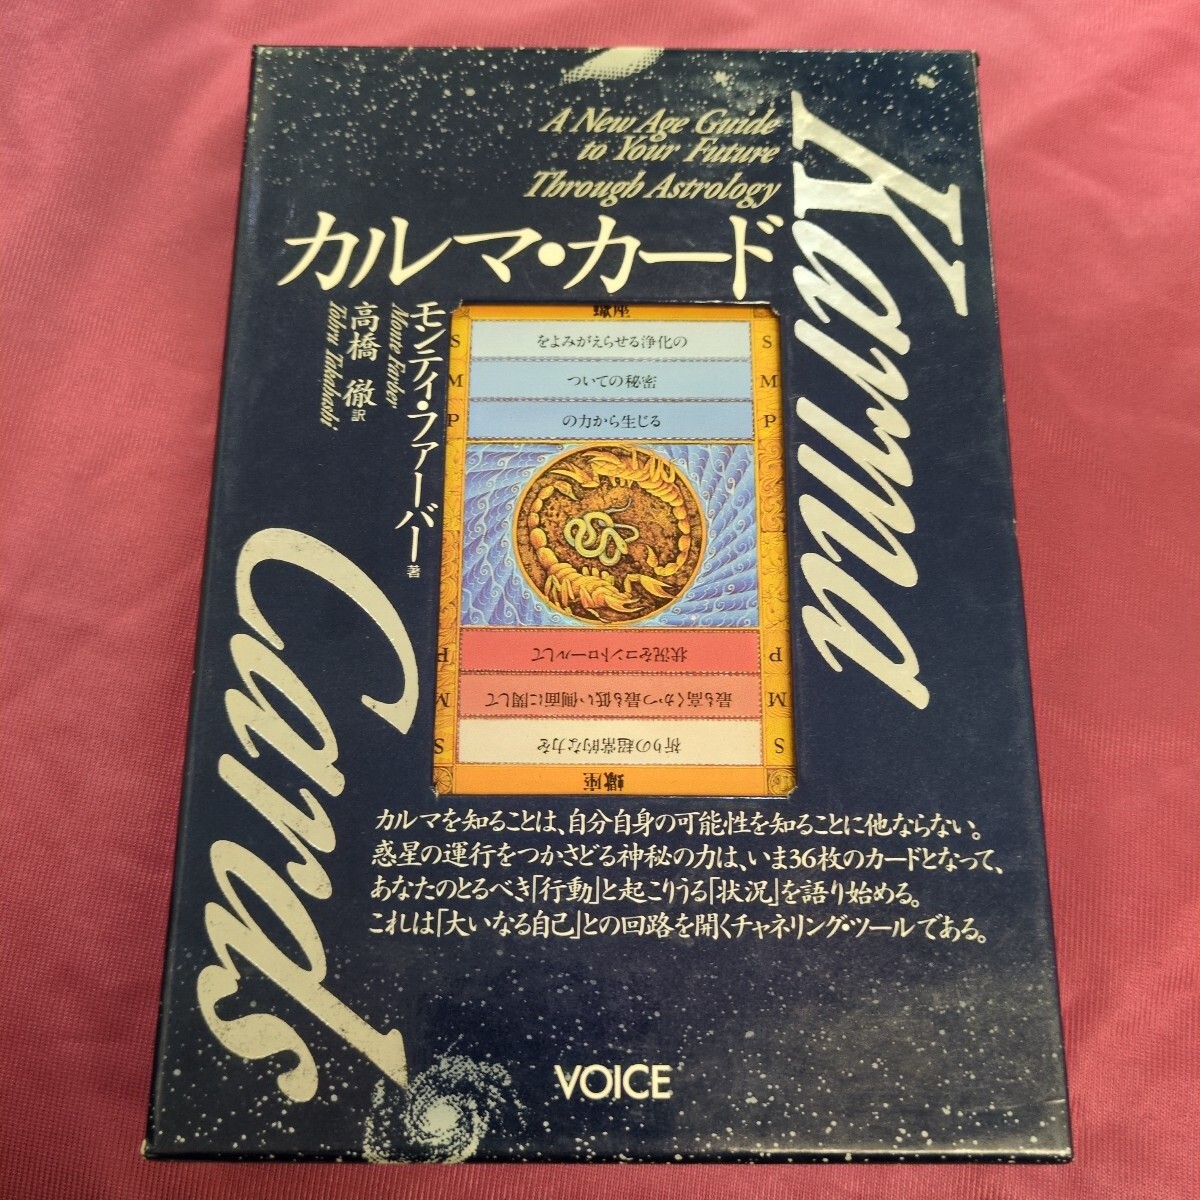 A New Age Guide
to Your Future
Through Astrology
カルマ・カード
Karma
Cards
モンティ・ファーバー 著
Monte Farber
高橋 徹 訳
Tohru Takahashi
蠍座
S をよみがえらせる浄化の S
M ついての秘密 M
P の力から生じる P
P 状況をコントロールして P
M 最も高くかつ最も低い側面に関して M
S 祈りの超常的な力を S
蠍座
カルマを知ることは、自分自身の可能性を知ることに他ならない。
惑星の運行をつかさどる神秘の力は、いま36枚のカードとなって、
あなたのとるべき「行動」と起こりうる「状況」を語り始める。
これは「大いなる自己」との回路を開くチャネリング・ツールである。
VOICE